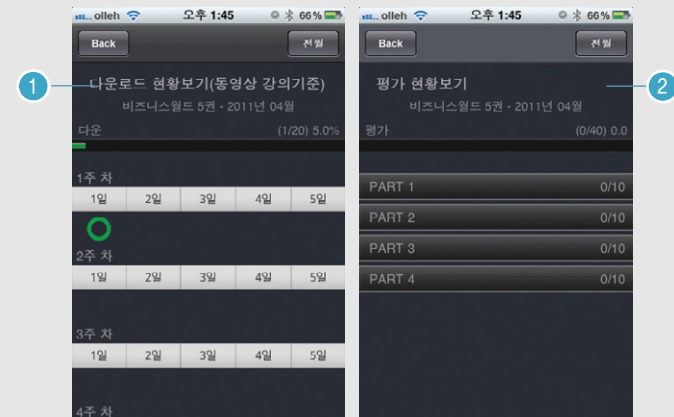 olleh 오후 1:45 66%
Back 전월
1
다운로드 현황보기(동영상 강의기준)
비즈니스월드 5권 - 2011년 04월
다운 (1/20) 5.0%
1주 차
1일 2일 3일 4일 5일
2주 차
1일 2일 3일 4일 5일
3주 차
1일 2일 3일 4일 5일
4주 차
olleh 오후 1:45 66%
Back 전월
평가 현황보기
2
비즈니스월드 5권 - 2011년 04월
평가 (0/40) 0.0
PART 1 0/10
PART 2 0/10
PART 3 0/10
PART 4 0/10